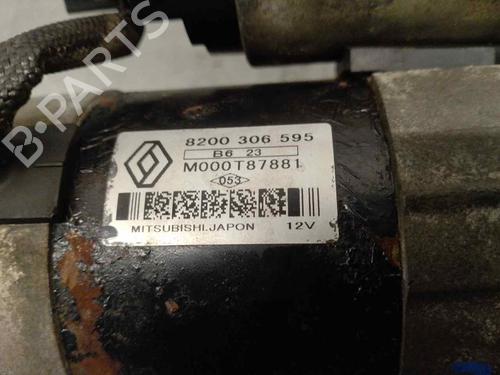 8200 306 595
B6 23
M000T87881
053
MITSUBISHI.JAPON 12V
B-PARTS